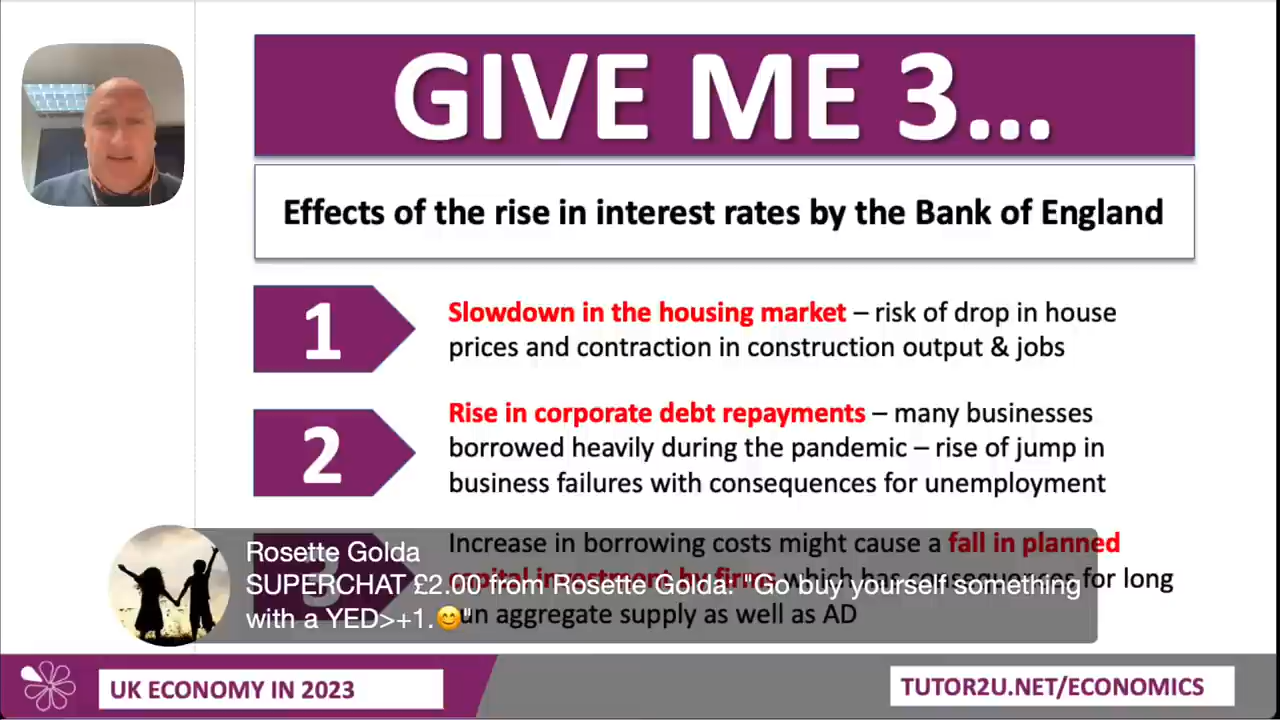 GIVE ME 3...
Effects of the rise in interest rates by the Bank of England
1
Slowdown in the housing market – risk of drop in house
prices and contraction in construction output & jobs
2
Rise in corporate debt repayments – many businesses
borrowed heavily during the pandemic – rise of jump in
business failures with consequences for unemployment
3
Increase in borrowing costs might cause a fall in planned
capital investment by firms which has consequences for long
un aggregate supply as well as AD
Rosette Golda
SUPERCHAT £2.00 from Rosette Golda: "Go buy yourself something
with a YED>+1.😊"
UK ECONOMY IN 2023
TUTOR2U.NET/ECONOMICS